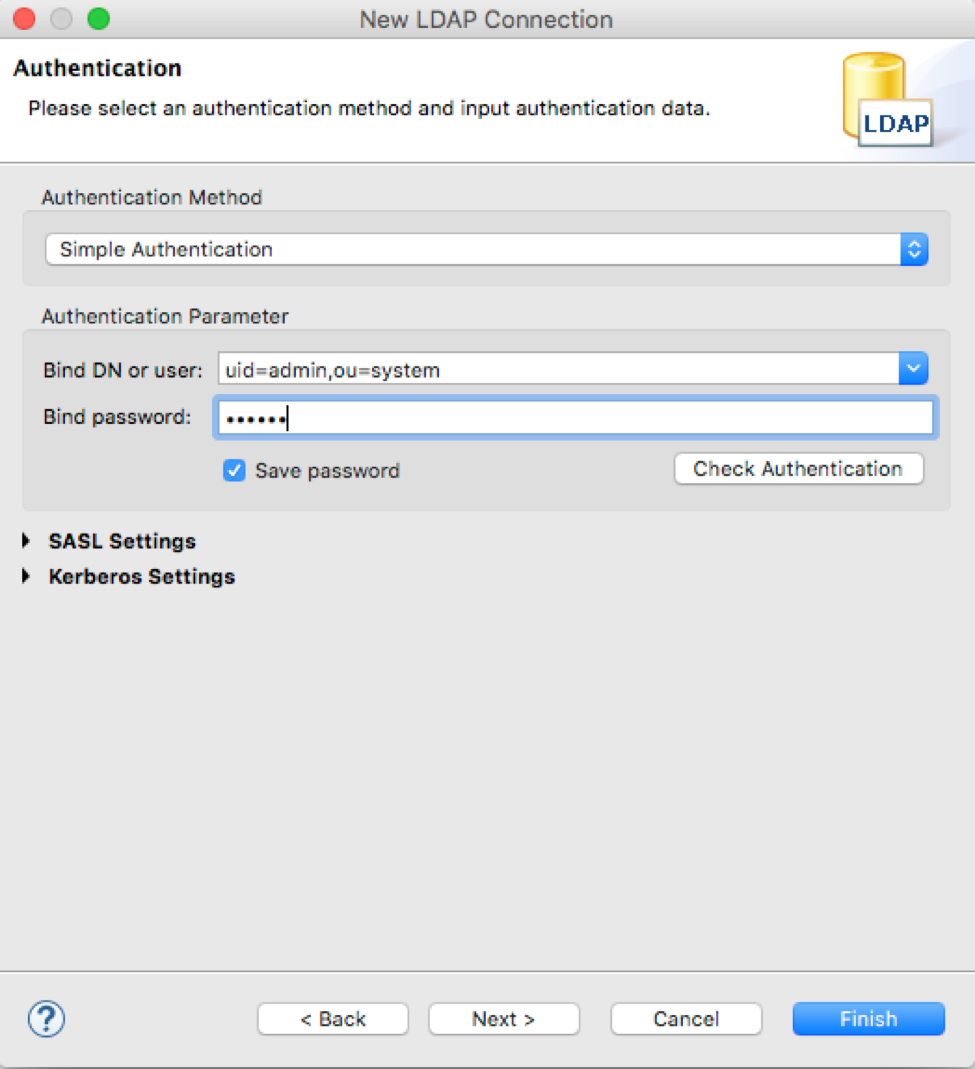 New LDAP Connection
Authentication
Please select an authentication method and input authentication data.
LDAP
Authentication Method
Simple Authentication
Authentication Parameter
Bind DN or user: uid=admin,ou=system
Bind password: ••••••
Save password Check Authentication
SASL Settings
Kerberos Settings
? < Back Next > Cancel Finish